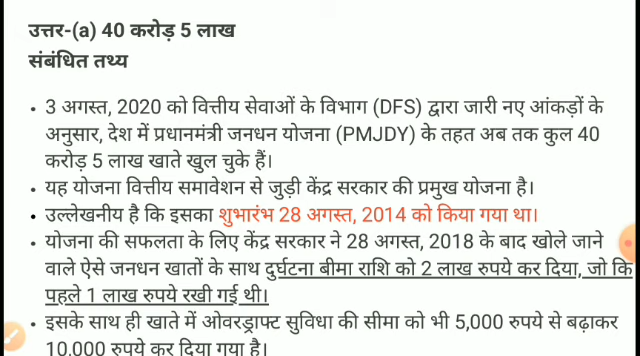 उत्तर-(a) 40 करोड़ 5 लाख
संबंधित तथ्य
• 3 अगस्त, 2020 को वित्तीय सेवाओं के विभाग (DFS) द्वारा जारी नए आंकड़ों के
अनुसार, देश में प्रधानमंत्री जनधन योजना (PMJDY) के तहत अब तक कुल 40
करोड़ 5 लाख खाते खुल चुके हैं।
• यह योजना वित्तीय समावेशन से जुड़ी केंद्र सरकार की प्रमुख योजना है।
• उल्लेखनीय है कि इसका शुभारंभ 28 अगस्त, 2014 को किया गया था।
• योजना की सफलता के लिए केंद्र सरकार ने 28 अगस्त, 2018 के बाद खोले जाने
वाले ऐसे जनधन खातों के साथ दुर्घटना बीमा राशि को 2 लाख रुपये कर दिया, जो कि
पहले 1 लाख रुपये रखी गई थी।
• इसके साथ ही खाते में ओवरड्राफ्ट सुविधा की सीमा को भी 5,000 रुपये से बढ़ाकर
10,000 रुपये कर दिया गया है।